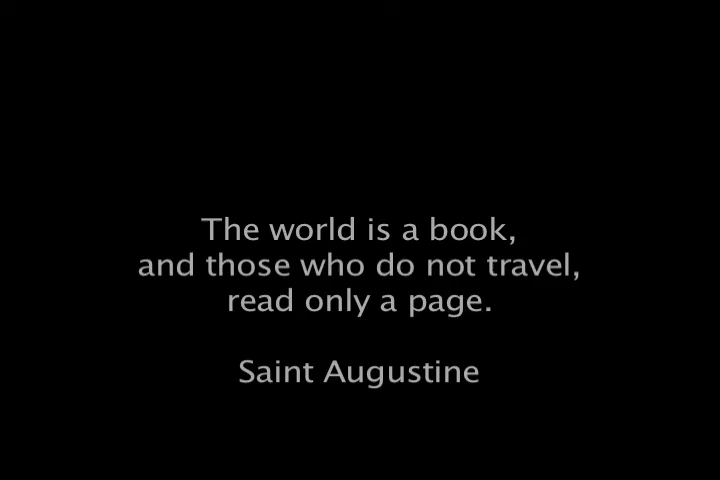 The world is a book,
and those who do not travel,
read only a page.
Saint Augustine